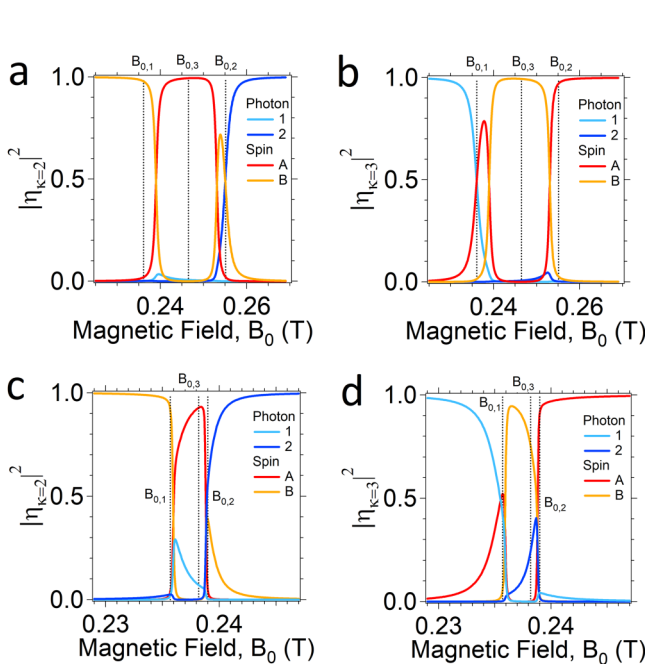 a
B0,1 B0,3 B0,2
1.0
0.5
0.0
|ηκ=2|²
Photon
1
2
Spin
A
B
0.24 0.26
Magnetic Field, B0 (T)
b
B0,1 B0,3 B0,2
1.0
0.5
0.0
|ηκ=3|²
Photon
1
2
Spin
A
B
0.24 0.26
Magnetic Field, B0 (T)
c
B0,3
1.0
0.5
0.0
|ηκ=2|²
B0,1
B0,2
Photon
1
2
Spin
A
B
0.23 0.24
Magnetic Field, B0 (T)
d
B0,3
1.0
0.5
0.0
|ηκ=3|²
B0,1
B0,2
Photon
1
2
Spin
A
B
0.23 0.24
Magnetic Field, B0 (T)